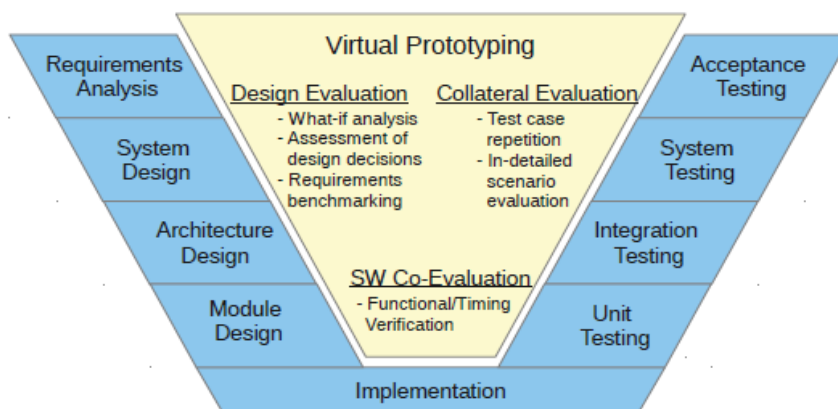 Virtual Prototyping
Requirements
Analysis
System
Design
Architecture
Design
Module
Design
Design Evaluation
- What-if analysis
- Assessment of
design decisions
- Requirements
benchmarking
Collateral Evaluation
- Test case
repetition
- In-detailed
scenario
evaluation
SW Co-Evaluation
- Functional/Timing
Verification
Acceptance
Testing
System
Testing
Integration
Testing
Unit
Testing
Implementation